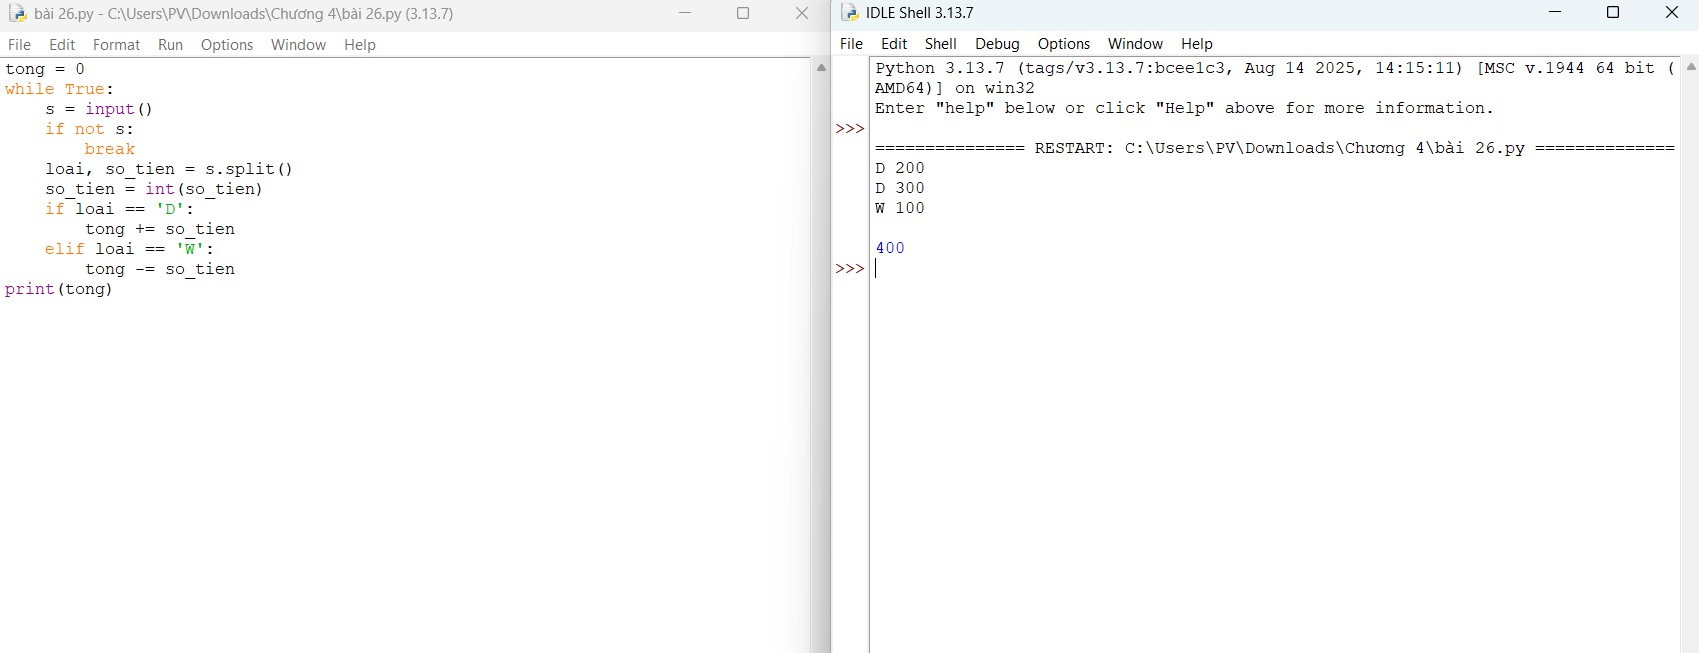 bài 26.py - C:\Users\PV\Downloads\Chương 4\bài 26.py (3.13.7)
File Edit Format Run Options Window Help
tong = 0
while True:
    s = input()
    if not s:
        break
    loai, so_tien = s.split()
    so_tien = int(so_tien)
    if loai == 'D':
        tong += so_tien
    elif loai == 'W':
        tong -= so_tien
print(tong)
IDLE Shell 3.13.7
File Edit Shell Debug Options Window Help
Python 3.13.7 (tags/v3.13.7:bcee1c3, Aug 14 2025, 14:15:11) [MSC v.1944 64 bit (
AMD64)] on win32
Enter "help" below or click "Help" above for more information.
>>>
=============== RESTART: C:\Users\PV\Downloads\Chương 4\bài 26.py ==============
D 200
D 300
W 100
400
>>>